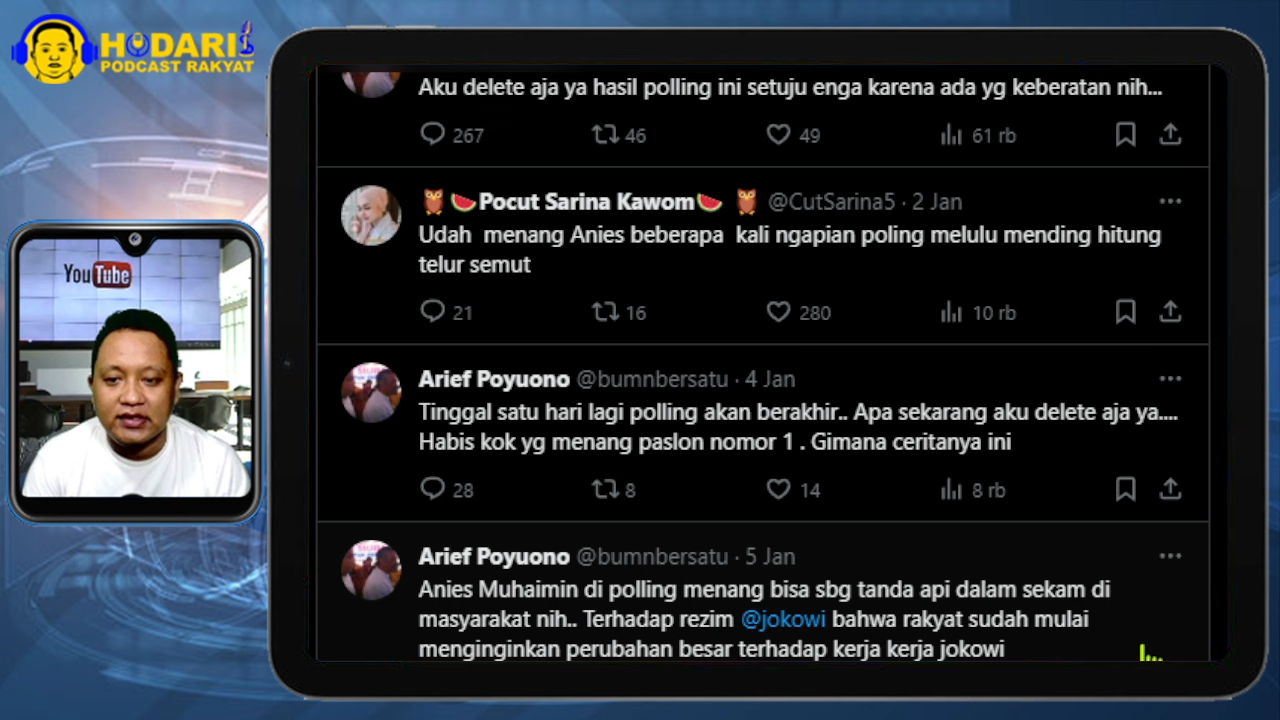 HODARI
PODCAST RAKYAT
YouTube
Aku delete aja ya hasil polling ini setuju enga karena ada yg keberatan nih...
267 46 49 61 rb
Pocut Sarina Kawom @CutSarina5 · 2 Jan
Udah menang Anies beberapa kali ngapian poling melulu mending hitung
telur semut
21 16 280 10 rb
Arief Poyuono @bumnbersatu · 4 Jan
Tinggal satu hari lagi polling akan berakhir.. Apa sekarang aku delete aja ya....
Habis kok yg menang paslon nomor 1 . Gimana ceritanya ini
28 8 14 8 rb
Arief Poyuono @bumnbersatu · 5 Jan
Anies Muhaimin di polling menang bisa sbg tanda api dalam sekam di
masyarakat nih.. Terhadap rezim @jokowi bahwa rakyat sudah mulai
menginginkan perubahan besar terhadap kerja kerja jokowi